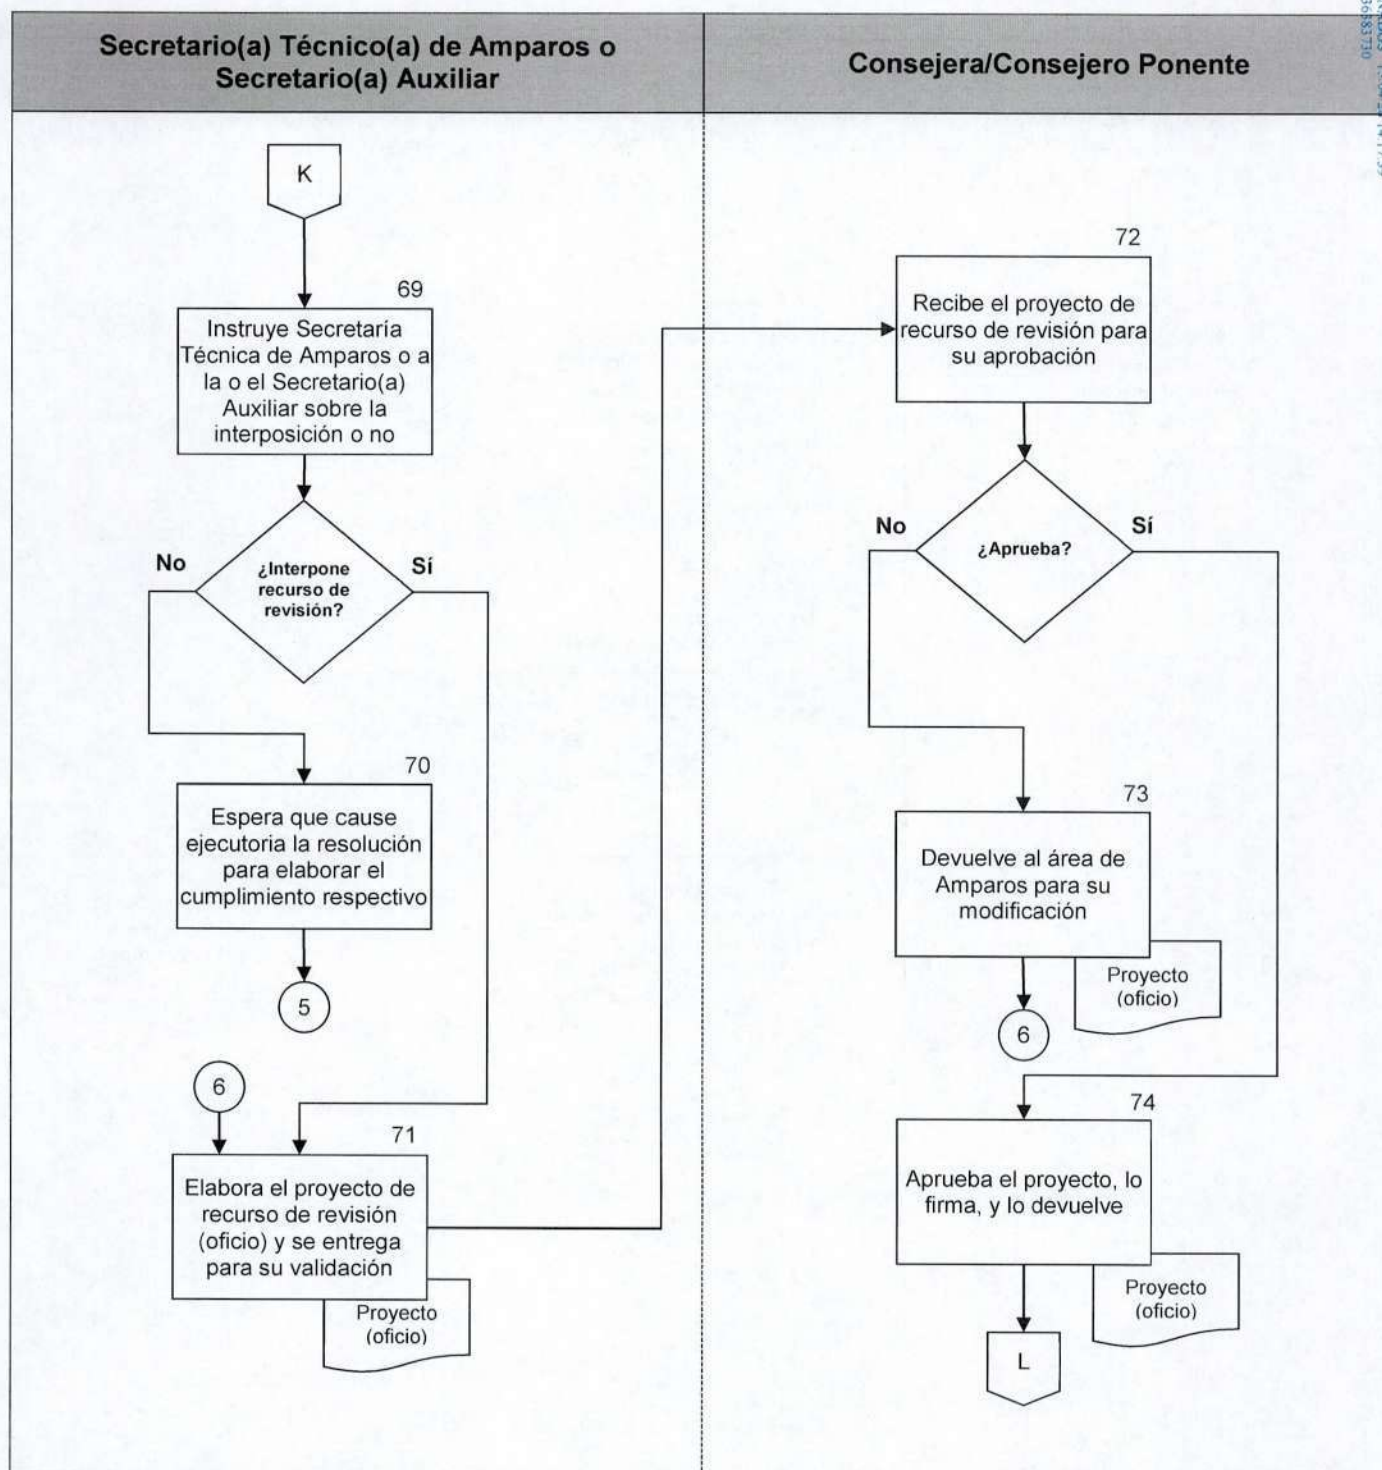 Secretario(a) Técnico(a) de Amparos o
Secretario(a) Auxiliar
Consejera/Consejero Ponente
K
69
Instruye Secretaría
Técnica de Amparos o a
la o el Secretario(a)
Auxiliar sobre la
interposición o no
No
¿Interpone
recurso de
revisión?
Sí
70
Espera que cause
ejecutoria la resolución
para elaborar el
cumplimiento respectivo
5
6
71
Elabora el proyecto de
recurso de revisión
(oficio) y se entrega
para su validación
Proyecto
(oficio)
72
Recibe el proyecto de
recurso de revisión para
su aprobación
No
¿Aprueba?
Sí
73
Devuelve al área de
Amparos para su
modificación
Proyecto
(oficio)
6
74
Aprueba el proyecto, lo
firma, y lo devuelve
Proyecto
(oficio)
L